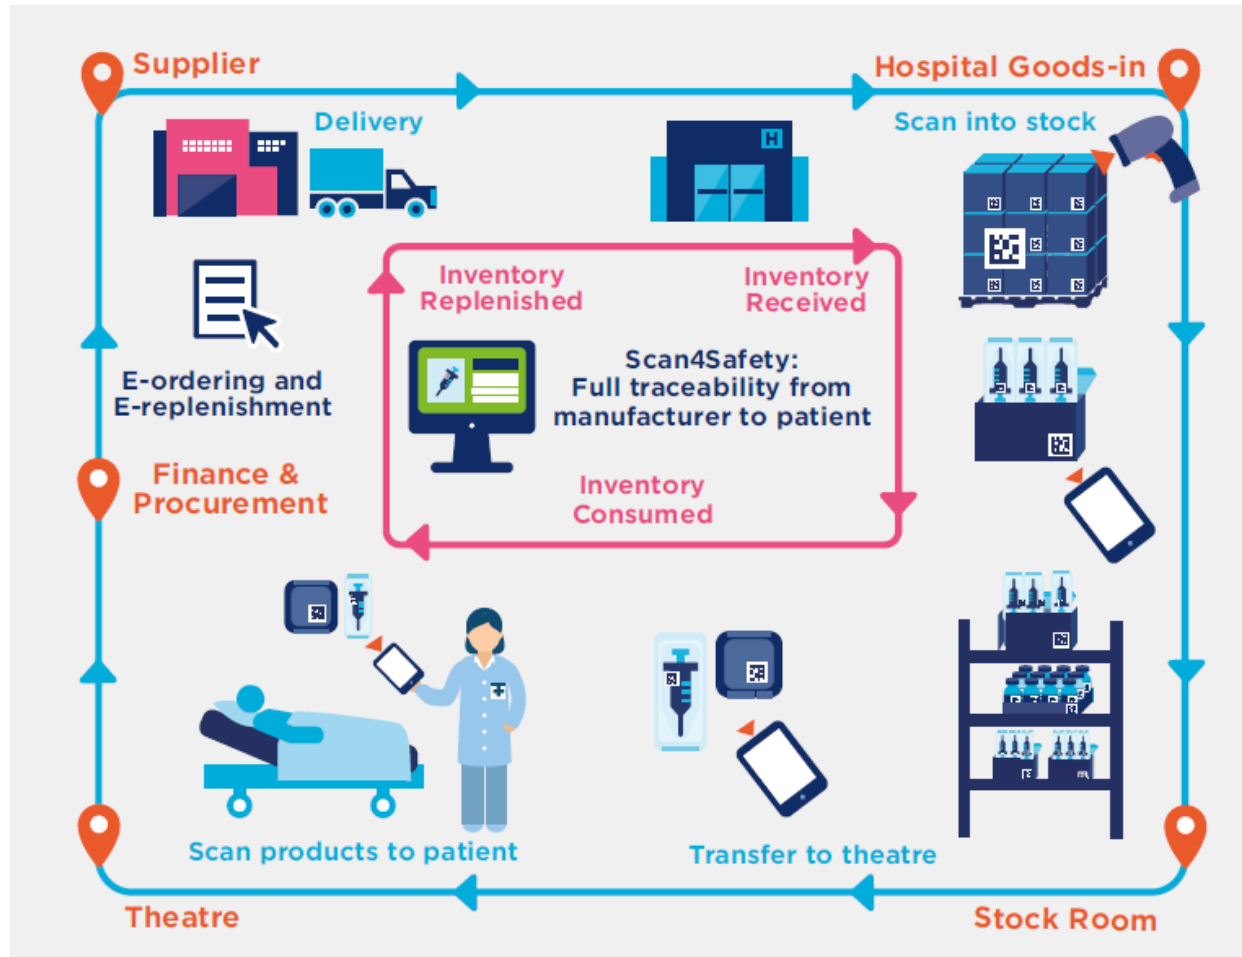 Supplier
Hospital Goods-in
Delivery
Scan into stock
H
Inventory
Replenished
Inventory
Received
E-ordering and
E-replenishment
Scan4Safety:
Full traceability from
manufacturer to patient
Finance &
Procurement
Inventory
Consumed
Scan products to patient
Transfer to theatre
Theatre
Stock Room